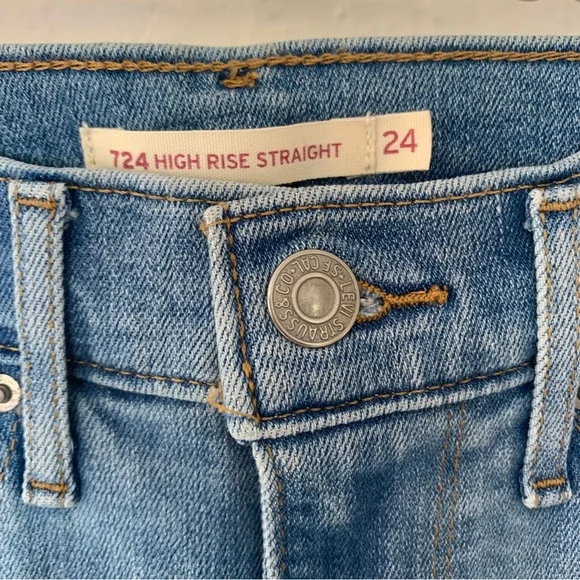 724 HIGH RISE STRAIGHT 24
LEVI STRAUSS & CO. S.F. CAL.